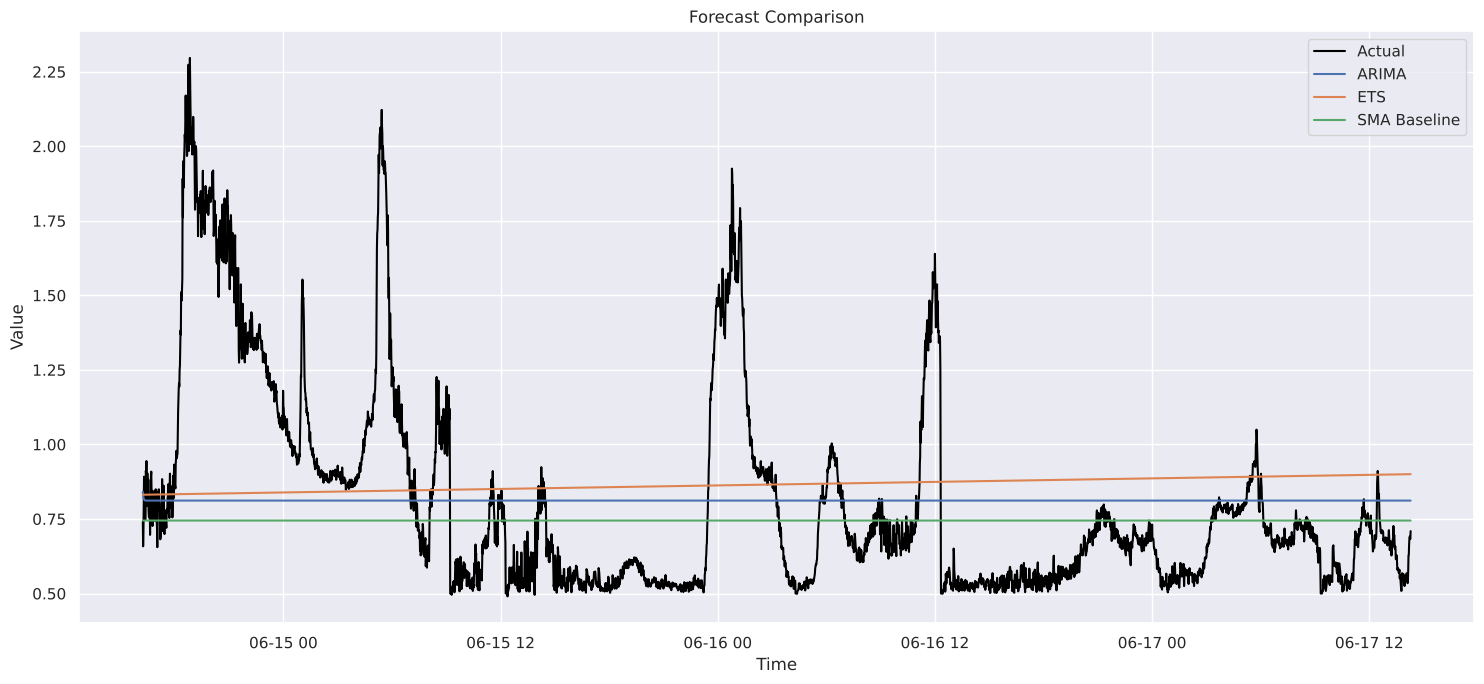 Forecast Comparison
Actual
ARIMA
ETS
SMA Baseline
Value
2.25
2.00
1.75
1.50
1.25
1.00
0.75
0.50
06-15 00
06-15 12
06-16 00
06-16 12
06-17 00
06-17 12
Time